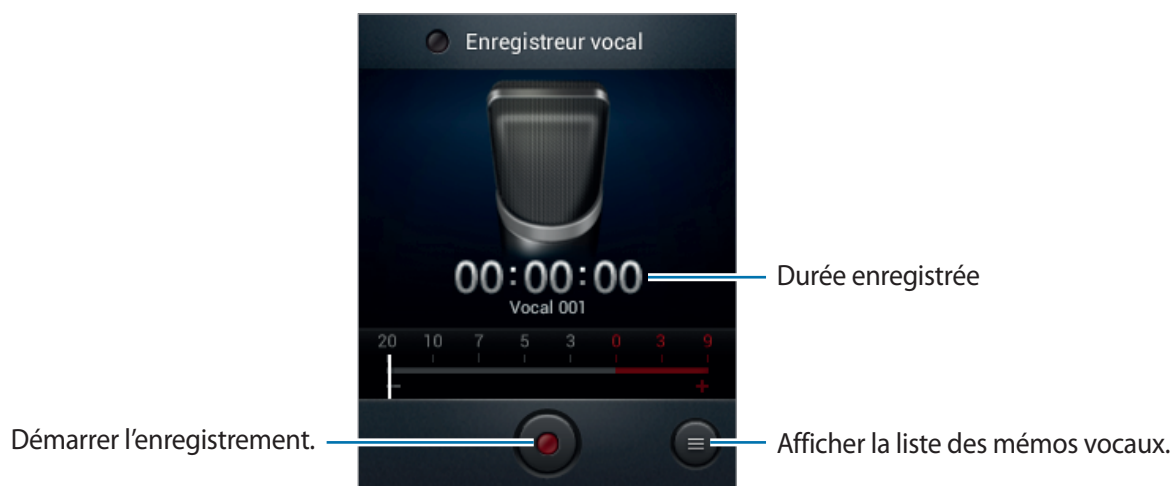 Enregistreur vocal
00:00:00
Durée enregistrée
Vocal 001
20 10 7 5 3 0 3 9
− +
Démarrer l’enregistrement.
Afficher la liste des mémos vocaux.